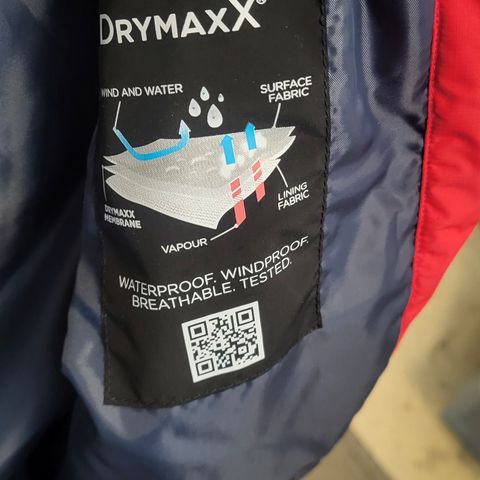 DRYMAXX®
WIND AND WATER
SURFACE
FABRIC
DRYMAXX
MEMBRANE
LINING
FABRIC
VAPOUR
WATERPROOF. WINDPROOF.
BREATHABLE. TESTED.